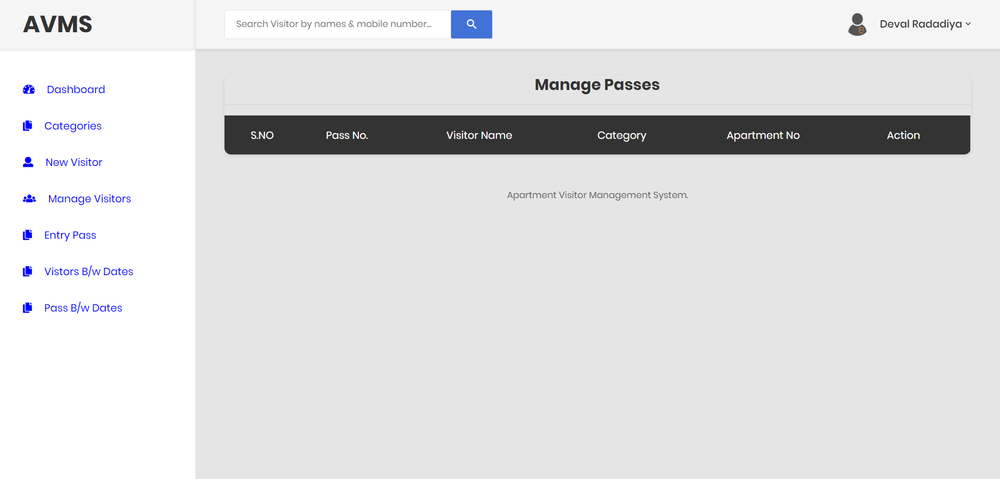 AVMS
Search Visitor by names & mobile number...
Deval Radadiya
Dashboard
Categories
New Visitor
Manage Visitors
Entry Pass
Vistors B/w Dates
Pass B/w Dates
Manage Passes
S.NO Pass No. Visitor Name Category Apartment No Action
Apartment Visitor Management System.